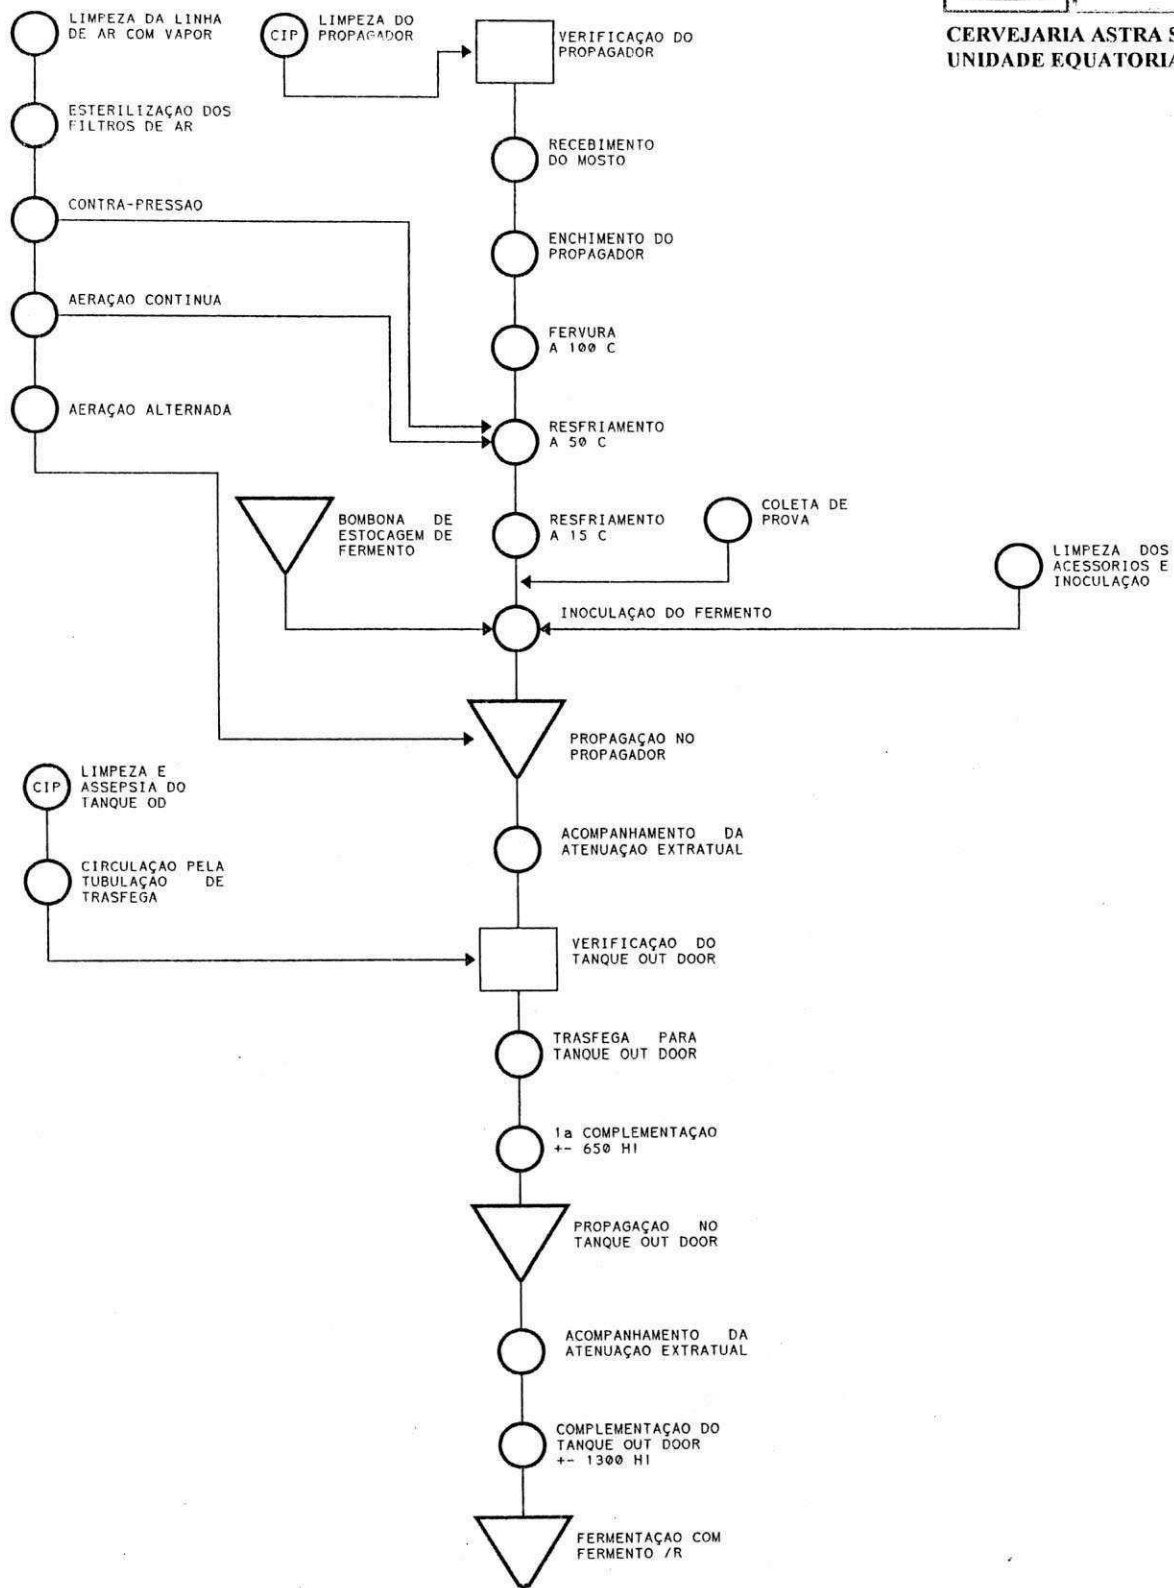 CERVEJARIA ASTRA S
UNIDADE EQUATORIA
LIMPEZA DA LINHA
DE AR COM VAPOR
CIP
LIMPEZA DO
PROPAGADOR
VERIFICAÇAO DO
PROPAGADOR
ESTERILIZAÇAO DOS
FILTROS DE AR
RECEBIMENTO
DO MOSTO
CONTRA-PRESSAO
ENCHIMENTO DO
PROPAGADOR
AERAÇAO CONTINUA
FERVURA
A 100 C
AERAÇAO ALTERNADA
RESFRIAMENTO
A 50 C
BOMBONA DE
ESTOCAGEM DE
FERMENTO
RESFRIAMENTO
A 15 C
COLETA DE
PROVA
LIMPEZA DOS
ACESSORIOS E
INOCULAÇAO
INOCULAÇAO DO FERMENTO
PROPAGAÇAO NO
PROPAGADOR
CIP
LIMPEZA E
ASSEPSIA DO
TANQUE OD
ACOMPANHAMENTO DA
ATENUAÇAO EXTRATUAL
CIRCULAÇAO PELA
TUBULAÇAO DE
TRASFEGA
VERIFICAÇAO DO
TANQUE OUT DOOR
TRASFEGA PARA
TANQUE OUT DOOR
1a COMPLEMENTAÇAO
+- 650 Hl
PROPAGAÇAO NO
TANQUE OUT DOOR
ACOMPANHAMENTO DA
ATENUAÇAO EXTRATUAL
COMPLEMENTAÇAO DO
TANQUE OUT DOOR
+- 1300 Hl
FERMENTAÇAO COM
FERMENTO /R